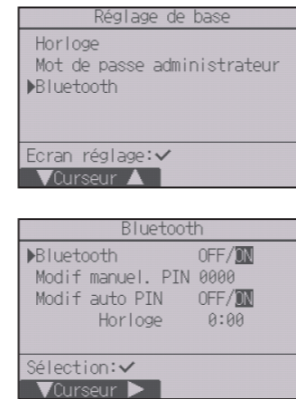 Réglage de base
Horloge
Mot de passe administrateur
▶Bluetooth
Ecran réglage:✓
▼Curseur ▲
Bluetooth
▶Bluetooth OFF/ON
Modif manuel. PIN 0000
Modif auto PIN OFF/ON
Horloge 0:00
Sélection:✓
▼Curseur ▶